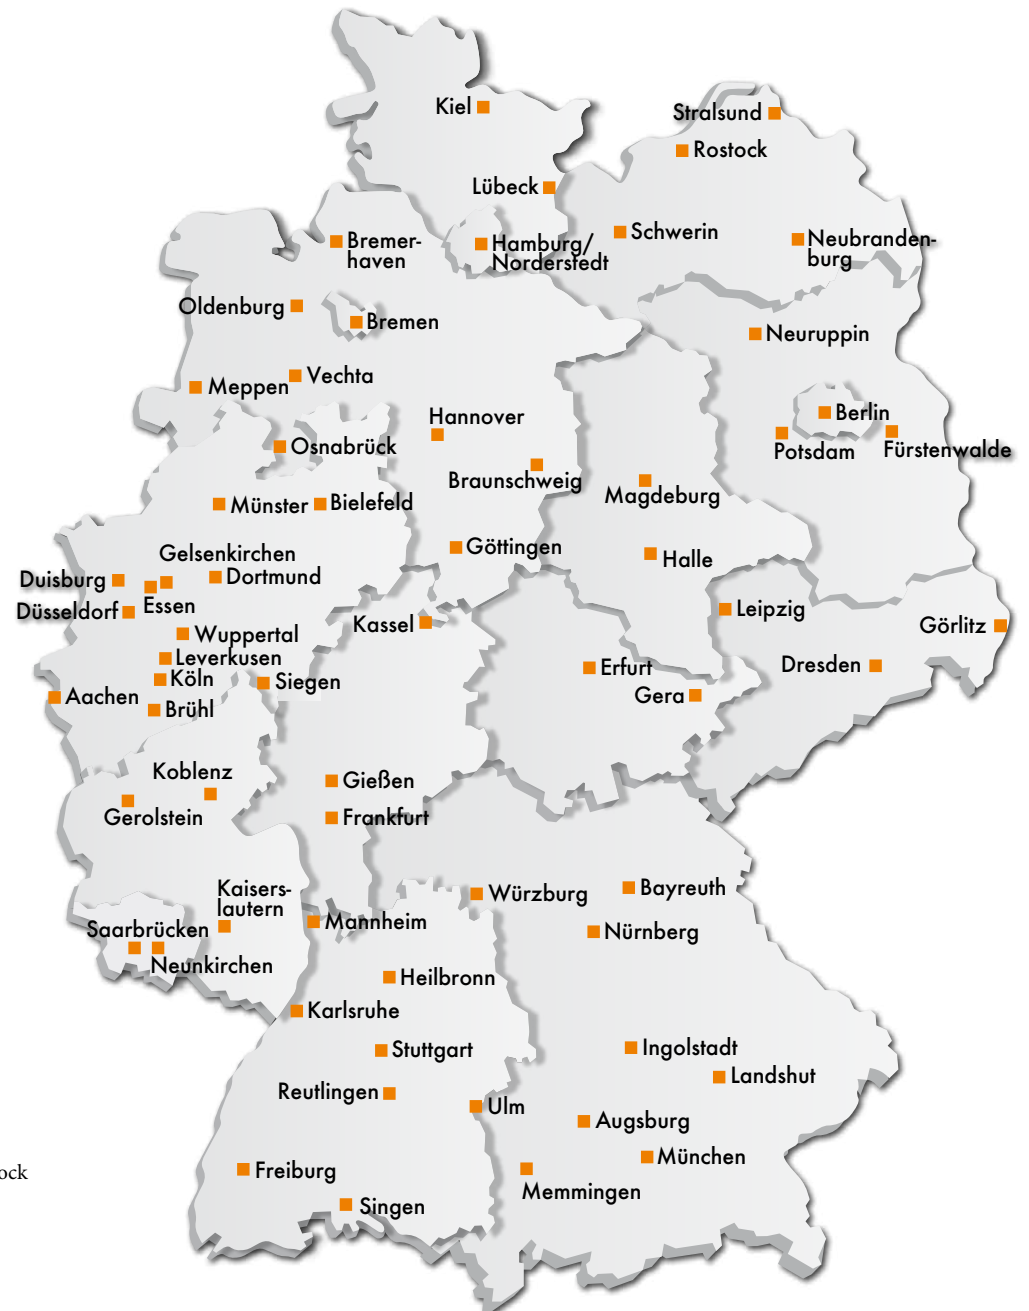 Kiel
Stralsund
Rostock
Lübeck
Schwerin
Bremer-
haven
Hamburg/
Norderstedt
Neubranden-
burg
Oldenburg
Bremen
Neuruppin
Vechta
Meppen
Berlin
Hannover
Osnabrück
Potsdam
Fürstenwalde
Braunschweig
Magdeburg
Münster
Bielefeld
Göttingen
Gelsenkirchen
Halle
Duisburg
Dortmund
Essen
Düsseldorf
Leipzig
Kassel
Görlitz
Wuppertal
Leverkusen
Erfurt
Dresden
Köln
Siegen
Aachen
Gera
Brühl
Koblenz
Gießen
Gerolstein
Frankfurt
Kaisers-
lautern
Würzburg
Bayreuth
Saarbrücken
Mannheim
Nürnberg
Neunkirchen
Heilbronn
Karlsruhe
Stuttgart
Ingolstadt
Landshut
Reutlingen
Ulm
Augsburg
München
ock
Freiburg
Memmingen
Singen